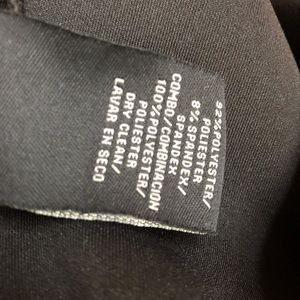 92%POLYESTER/
POLIESTER
8%SPANDEX/
SPANDEX
COMBO/COMBINACION
100%POLYESTER/
POLIESTER
DRY CLEAN/
LAVAR EN SECO